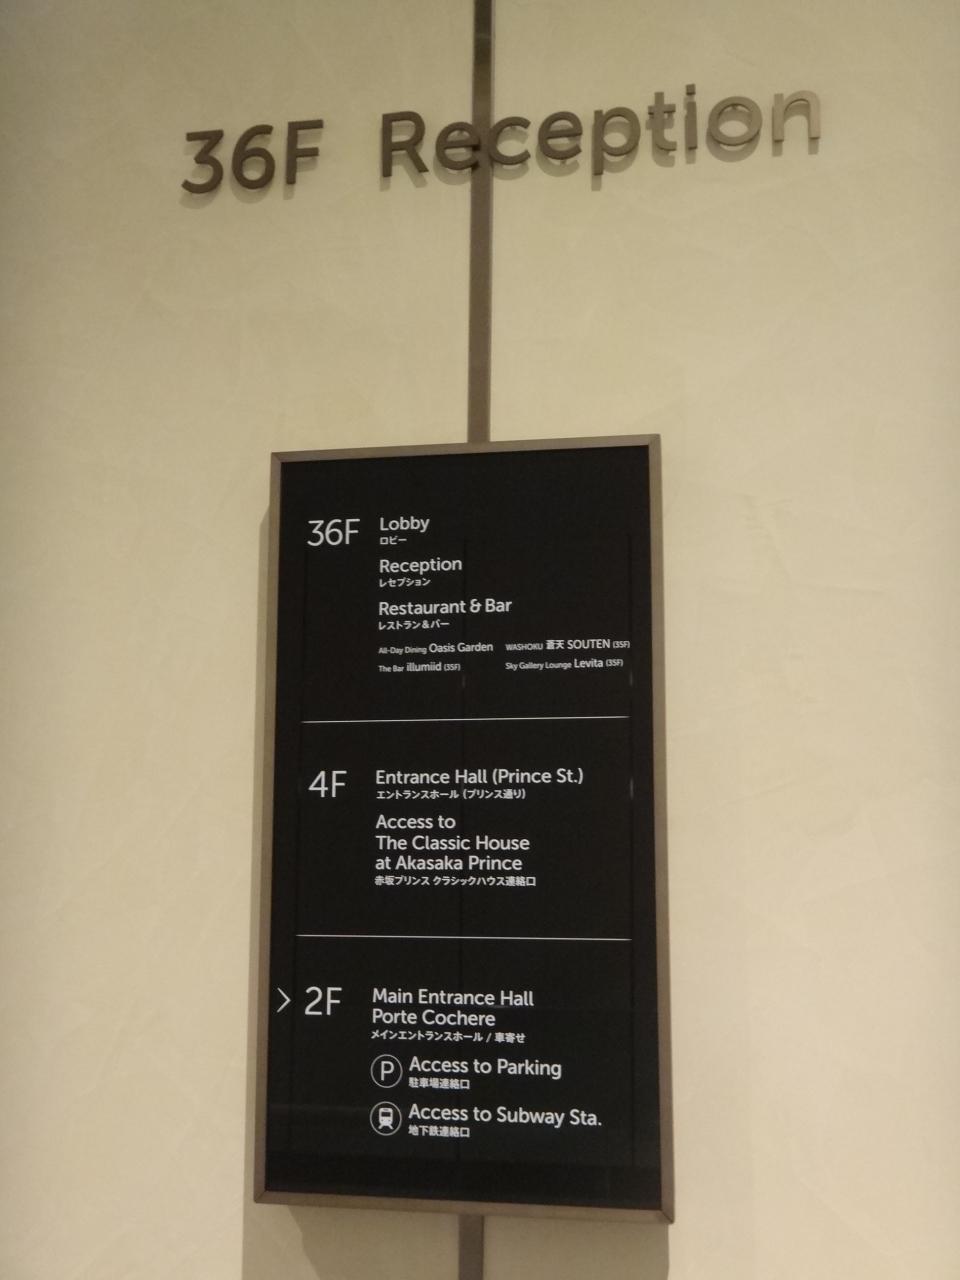 36F Reception
36F Lobby
ロビー
Reception
レセプション
Restaurant & Bar
レストラン&バー
All-Day Dining Oasis Garden WASHOKU 蒼天 SOUTEN (35F)
The Bar illumiid (35F) Sky Gallery Lounge Levita (35F)
4F Entrance Hall (Prince St.)
エントランスホール (プリンス通り)
Access to
The Classic House
at Akasaka Prince
赤坂プリンス クラシックハウス連絡口
> 2F Main Entrance Hall
Porte Cochere
メインエントランスホール / 車寄せ
P Access to Parking
駐車場連絡口
Access to Subway Sta.
地下鉄連絡口